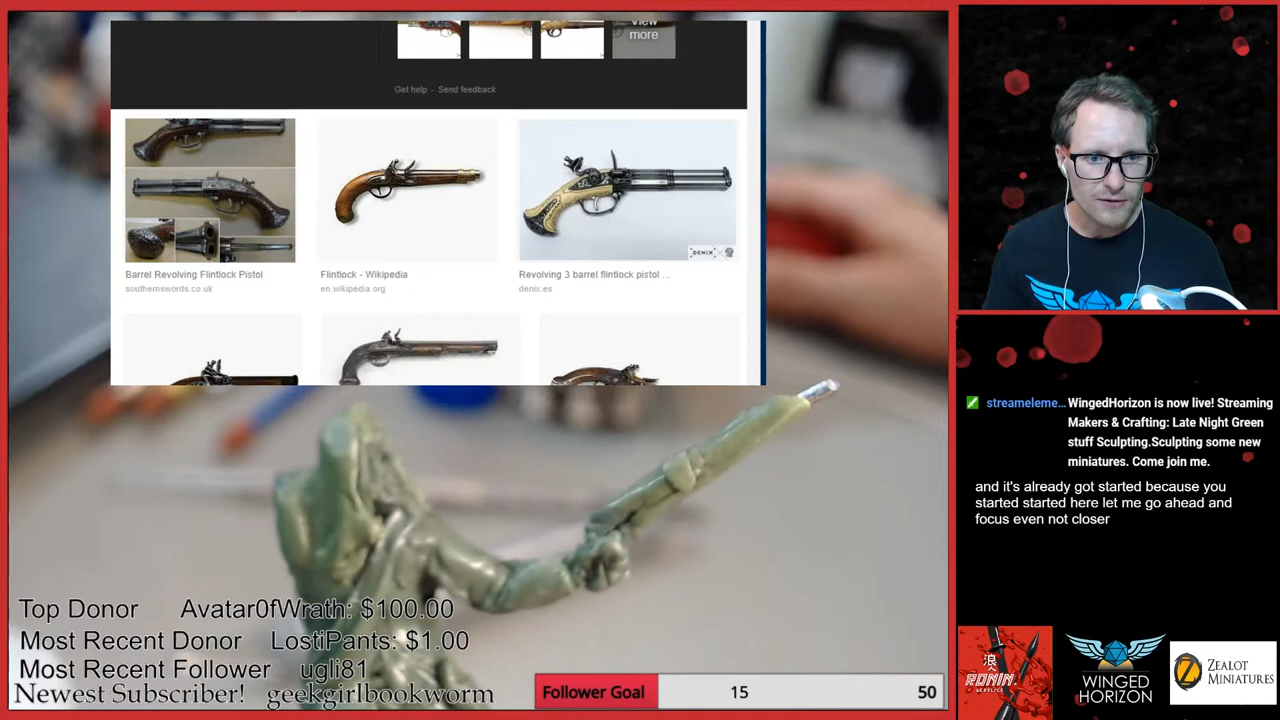 View
more
Get help - Send feedback
Barrel Revolving Flintlock Pistol
southernswords.co.uk
Flintlock - Wikipedia
en.wikipedia.org
DENIX
Revolving 3 barrel flintlock pistol ...
denix.es
streameleme... WingedHorizon is now live! Streaming
Makers & Crafting: Late Night Green
stuff Sculpting.Sculpting some new
miniatures. Come join me.
and it's already got started because you
started started here let me go ahead and
focus even not closer
Top Donor AvatarOfWrath: $100.00
Most Recent Donor LostiPants: $1.00
Most Recent Follower ugli81
Newest Subscriber! geekgirlbookworm
Follower Goal 15 50
浪人
RONIN
ACRYLICS
WINGED
HORIZON
ZEALOT
MINIATURES